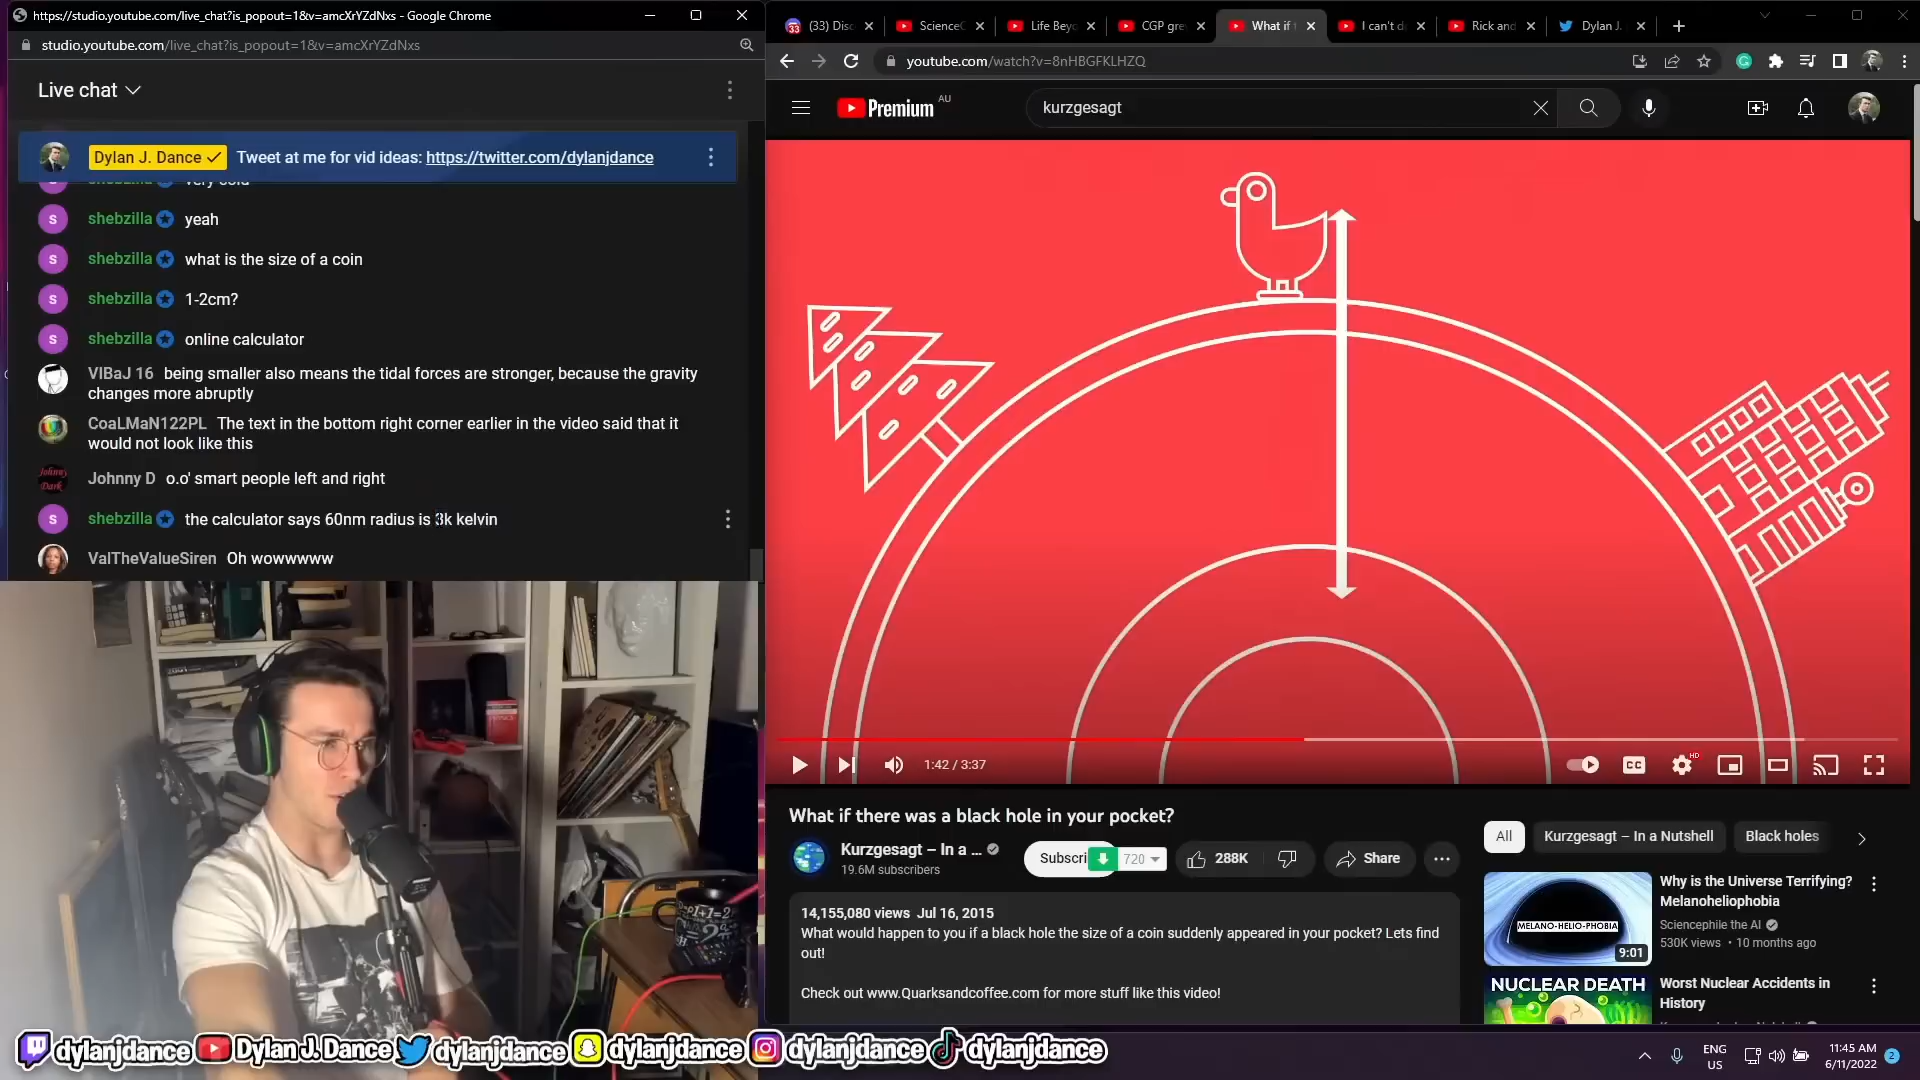 https://studio.youtube.com/live_chat?is_popout=1&v=amcXrYZdNxs - Google Chrome
studio.youtube.com/live_chat?is_popout=1&v=amcXrYZdNxs
Live chat
Dylan J. Dance Tweet at me for vid ideas: https://twitter.com/dylanjdance
shebzilla yeah
shebzilla what is the size of a coin
shebzilla 1-2cm?
shebzilla online calculator
VIBaJ 16 being smaller also means the tidal forces are stronger, because the gravity
changes more abruptly
CoaLMaN122PL The text in the bottom right corner earlier in the video said that it
would not look like this
Johnny D o.o' smart people left and right
shebzilla the calculator says 60nm radius is 3k kelvin
ValTheValueSiren Oh wowwwww
(33) Disc
ScienceC
Life Beyo
CGP gre
What if t
I can't d
Rick and
Dylan J.
youtube.com/watch?v=8nHBGFKLHZQ
Premium AU
kurzgesagt
1:42 / 3:37
CC
HD
What if there was a black hole in your pocket?
Kurzgesagt – In a ...
19.6M subscribers
Subscri
720
288K
Share
14,155,080 views Jul 16, 2015
What would happen to you if a black hole the size of a coin suddenly appeared in your pocket? Lets find
out!
Check out www.Quarksandcoffee.com for more stuff like this video!
All
Kurzgesagt – In a Nutshell
Black holes
MELANO-HELIO-PHOBIA
9:01
Why is the Universe Terrifying?
Melanoheliophobia
Sciencephile the AI
530K views • 10 months ago
NUCLEAR DEATH
Worst Nuclear Accidents in
History
dylanjdance
Dylan J. Dance
dylanjdance
dylanjdance
dylanjdance
dylanjdance
ENG
US
11:45 AM
6/11/2022
2